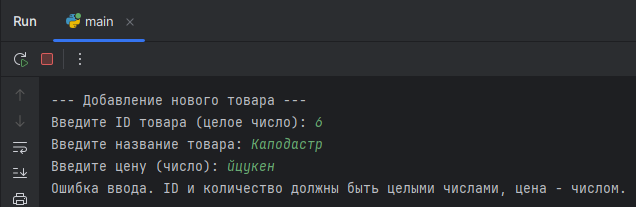 Run main
--- Добавление нового товара ---
Введите ID товара (целое число): 6
Введите название товара: Каподастр
Введите цену (число): йцукен
Ошибка ввода. ID и количество должны быть целыми числами, цена - числом.